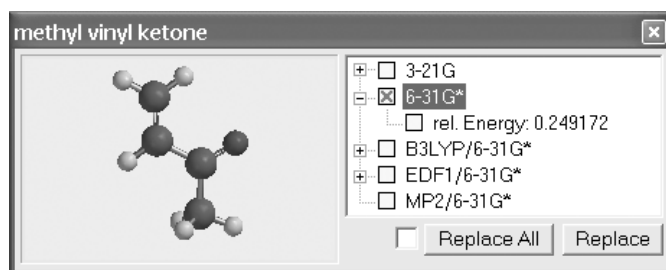 methyl vinyl ketone
3-21G
6-31G*
rel. Energy: 0.249172
B3LYP/6-31G*
EDF1/6-31G*
MP2/6-31G*
Replace All Replace